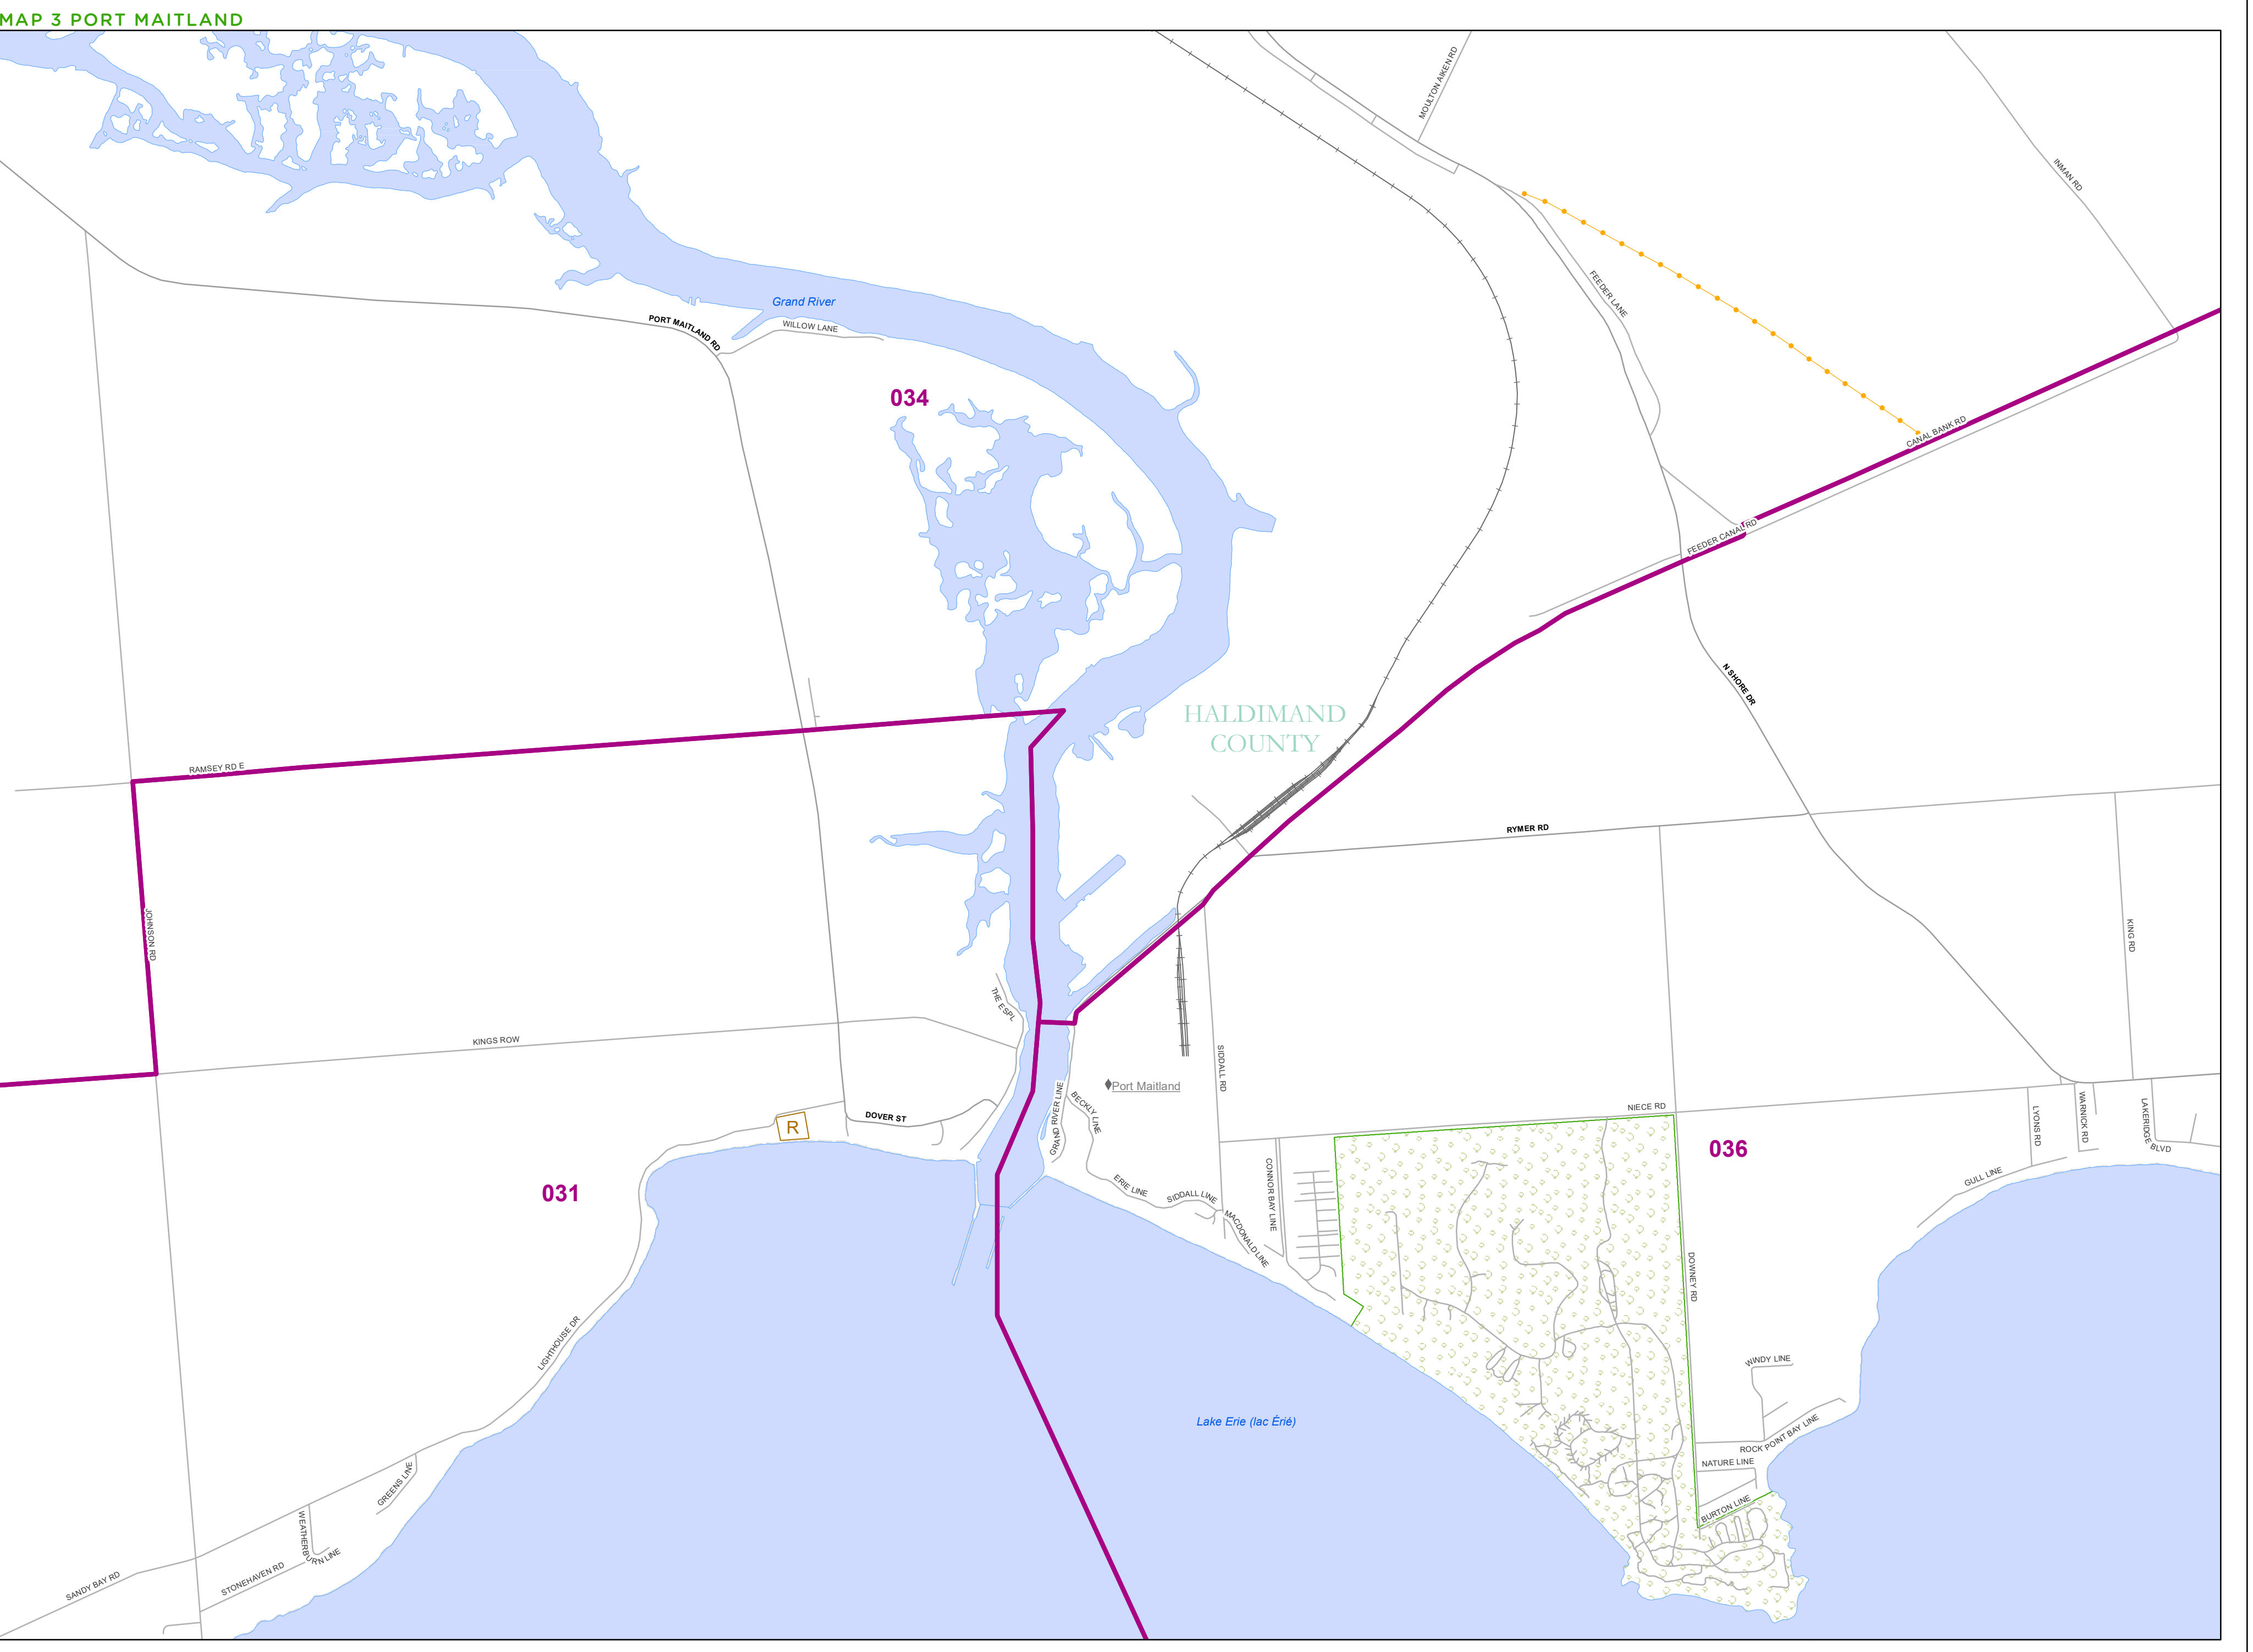 MAP 3 PORT MAITLAND
MOULTON AIKEN RD
INMAN RD
FEEDER LANE
Grand River
PORT MAITLAND RD
WILLOW LANE
034
CANAL BANK RD
FEEDER CANAL RD
N SHORE DR
HALDIMAND
COUNTY
RAMSEY RD E
RYMER RD
JOHNSON RD
KING RD
THE ESPL
KINGS ROW
SIDDALL RD
Port Maitland
GRAND RIVER LINE
BECKLY LINE
DOVER ST
R
NIECE RD
LYONS RD
WARNICK RD
LAKERIDGE BLVD
036
GULL LINE
031
ERIE LINE
SIDDALL LINE
MACDONALD LINE
CONNOR BAY LINE
DOWNEY RD
LIGHTHOUSE DR
WINDY LINE
Lake Erie (lac Érié)
ROCK POINT BAY LINE
NATURE LINE
BURTON LINE
GREENS LINE
WEATHERBURN LINE
STONEHAVEN RD
SANDY BAY RD